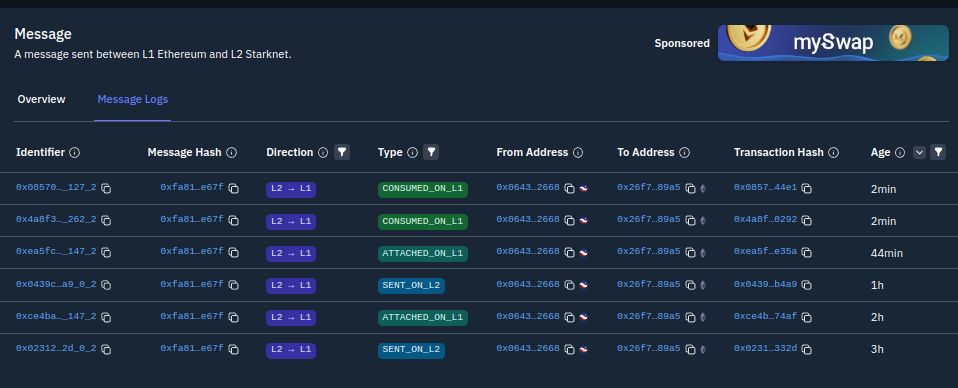 Message
A message sent between L1 Ethereum and L2 Starknet.
Sponsored
mySwap
Overview Message Logs
Identifier Message Hash Direction Type From Address To Address Transaction Hash Age
0x08570…_127_2 0xfa81…e67f L2 → L1 CONSUMED_ON_L1 0x0643…2668 0x26f7…89a5 0x0857…44e1 2min
0x4a8f3…_262_2 0xfa81…e67f L2 → L1 CONSUMED_ON_L1 0x0643…2668 0x26f7…89a5 0x4a8f…0292 2min
0xea5fc…_147_2 0xfa81…e67f L2 → L1 ATTACHED_ON_L1 0x0643…2668 0x26f7…89a5 0xea5f…e35a 44min
0x0439c…a9_0_2 0xfa81…e67f L2 → L1 SENT_ON_L2 0x0643…2668 0x26f7…89a5 0x0439…b4a9 1h
0xce4ba…_147_2 0xfa81…e67f L2 → L1 ATTACHED_ON_L1 0x0643…2668 0x26f7…89a5 0xce4b…74af 2h
0x02312…2d_0_2 0xfa81…e67f L2 → L1 SENT_ON_L2 0x0643…2668 0x26f7…89a5 0x0231…332d 3h